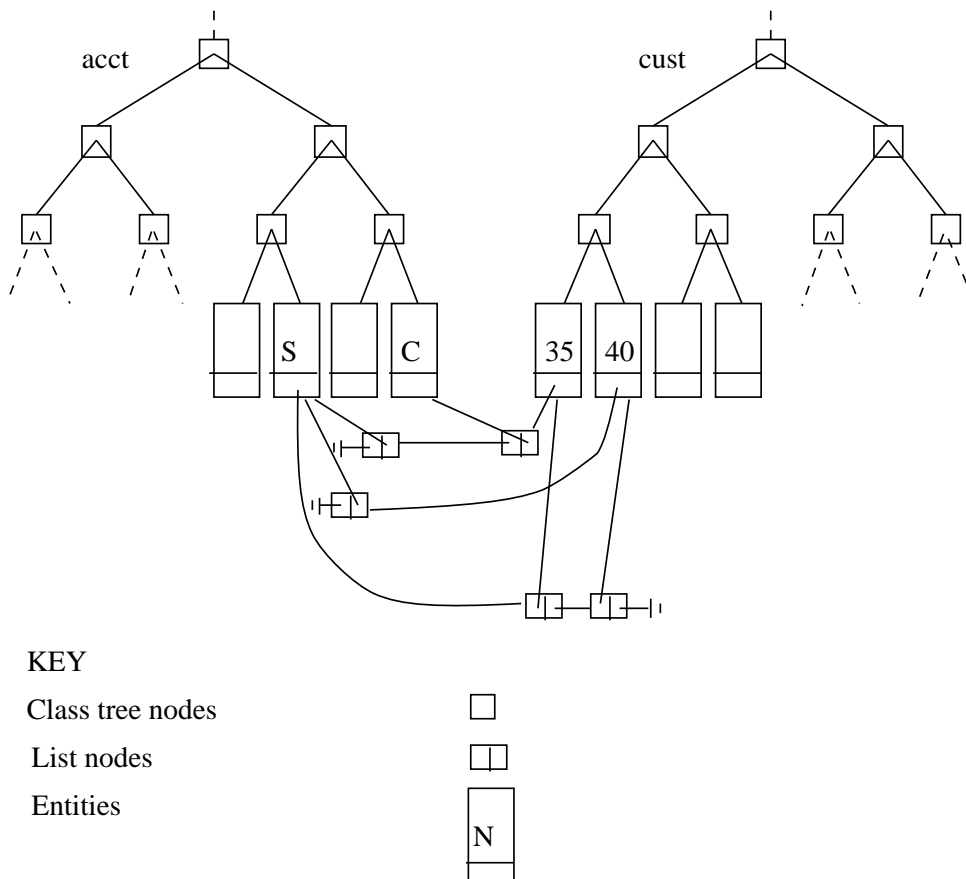 acct
cust
S
C
35
40
KEY
Class tree nodes
List nodes
Entities
N